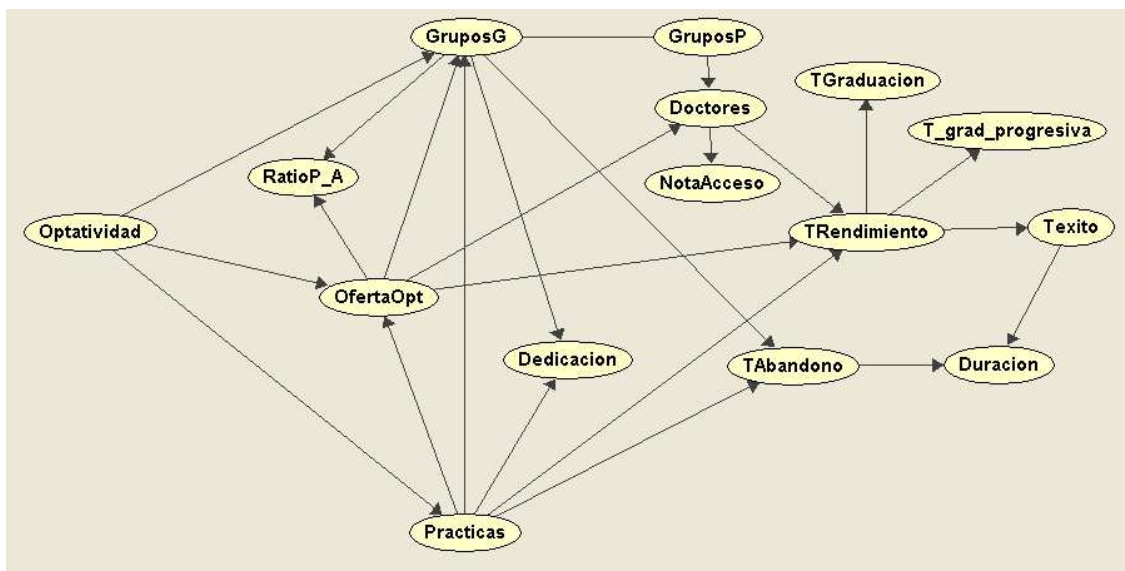 GruposG
GruposP
TGraduacion
Doctores
T_grad_progresiva
RatioP_A
NotaAcceso
Optatividad
TRendimiento
Texito
OfertaOpt
Dedicacion
TAbandono
Duracion
Practicas